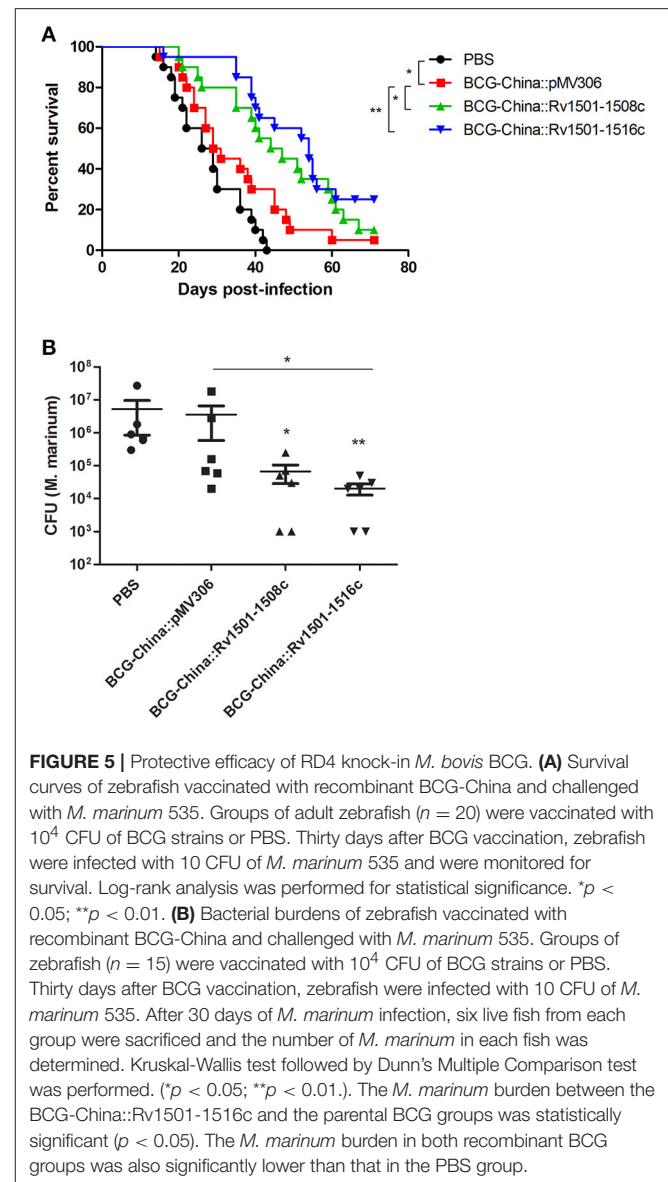 A
100
80
60
40
20
0
Percent survival
0 20 40 60 80
Days post-infection
PBS
BCG-China::pMV306
BCG-China::Rv1501-1508c
BCG-China::Rv1501-1516c
*
*
**
B
10⁸
10⁷
10⁶
10⁵
10⁴
10³
10²
CFU (M. marinum)
*
*
**
PBS
BCG-China::pMV306
BCG-China::Rv1501-1508c
BCG-China::Rv1501-1516c
FIGURE 5 | Protective efficacy of RD4 knock-in M. bovis BCG. (A) Survival
curves of zebrafish vaccinated with recombinant BCG-China and challenged
with M. marinum 535. Groups of adult zebrafish (n = 20) were vaccinated with
10⁴ CFU of BCG strains or PBS. Thirty days after BCG vaccination, zebrafish
were infected with 10 CFU of M. marinum 535 and were monitored for
survival. Log-rank analysis was performed for statistical significance. *p <
0.05; **p < 0.01. (B) Bacterial burdens of zebrafish vaccinated with
recombinant BCG-China and challenged with M. marinum 535. Groups of
zebrafish (n = 15) were vaccinated with 10⁴ CFU of BCG strains or PBS.
Thirty days after BCG vaccination, zebrafish were infected with 10 CFU of M.
marinum 535. After 30 days of M. marinum infection, six live fish from each
group were sacrificed and the number of M. marinum in each fish was
determined. Kruskal-Wallis test followed by Dunn's Multiple Comparison test
was performed. (*p < 0.05; **p < 0.01.). The M. marinum burden between the
BCG-China::Rv1501-1516c and the parental BCG groups was statistically
significant (p < 0.05). The M. marinum burden in both recombinant BCG
groups was also significantly lower than that in the PBS group.